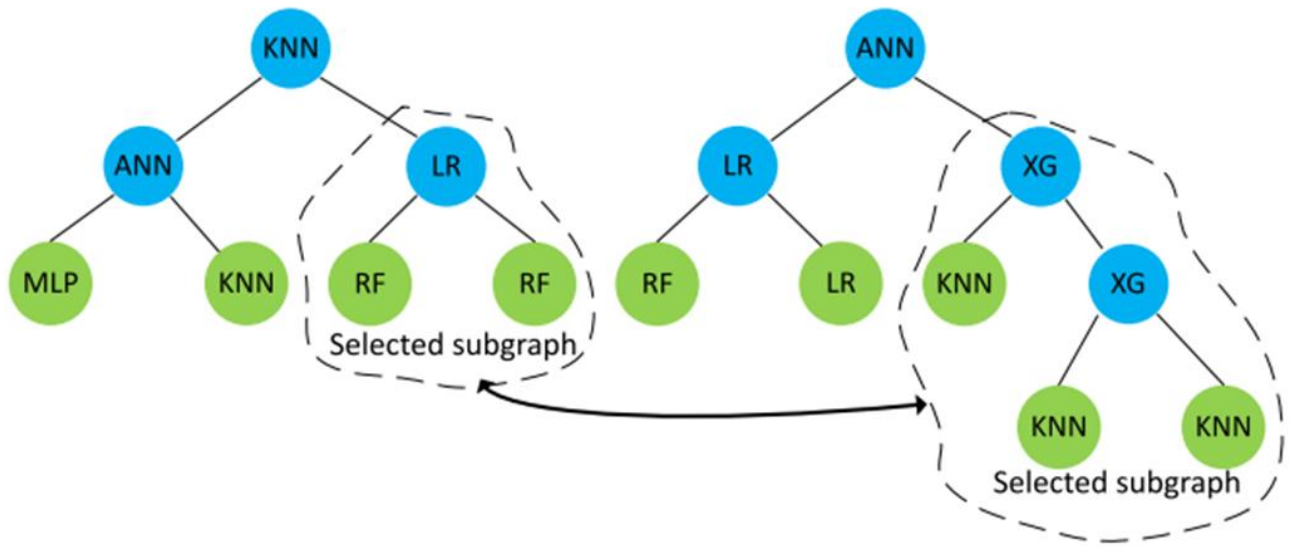 KNN
ANN
ANN
LR
LR
XG
MLP
KNN
RF
RF
RF
LR
KNN
XG
Selected subgraph
KNN
KNN
Selected subgraph